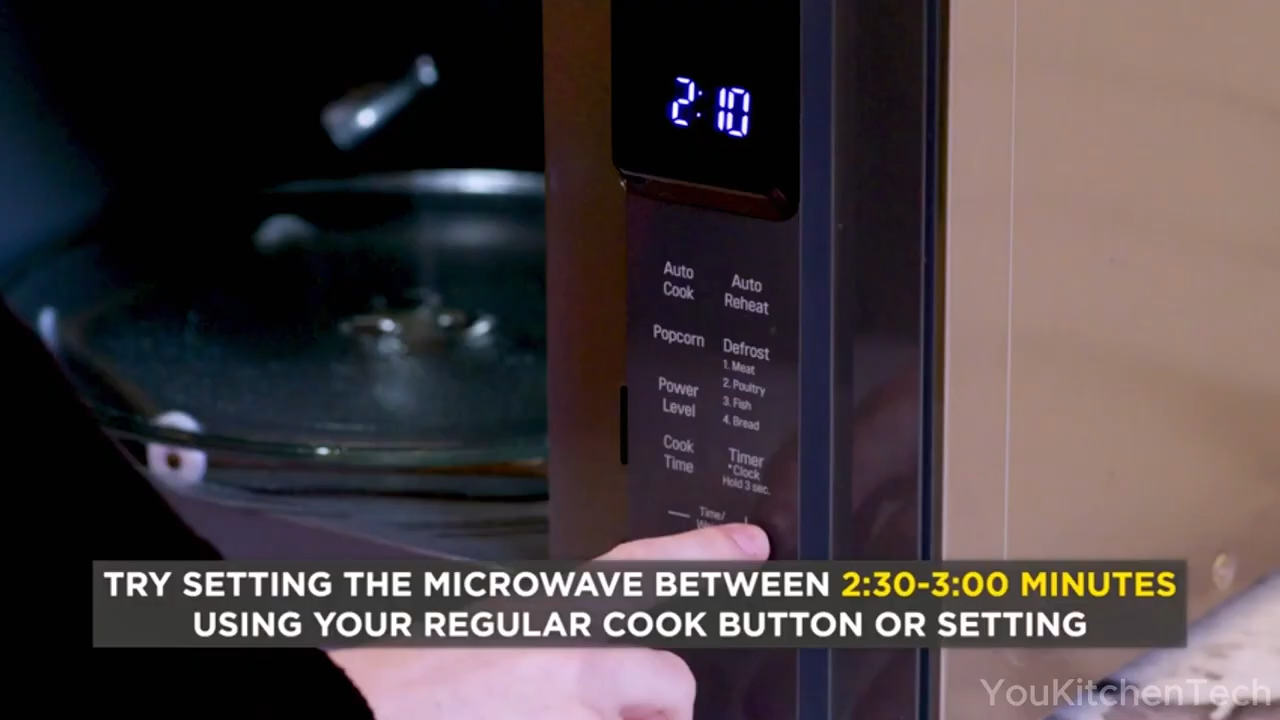 2:10
Auto
Cook
Auto
Reheat
Popcorn
Defrost
1. Meat
2. Poultry
3. Fish
4. Bread
Power
Level
Cook
Time
Timer
*Clock
Hold 3 sec.
Time/
TRY SETTING THE MICROWAVE BETWEEN 2:30-3:00 MINUTES
USING YOUR REGULAR COOK BUTTON OR SETTING
YouKitchenTech